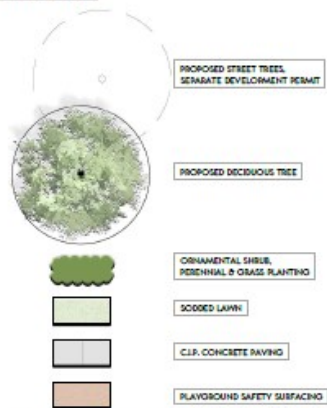 PROPOSED STREET TREES,
SEPARATE DEVELOPMENT PERMIT
PROPOSED DECIDUOUS TREE
ORNAMENTAL SHRUB,
PERENNIAL & GRASS PLANTING
SODDED LAWN
C.I.P. CONCRETE PAVING
PLAYGROUND SAFETY SURFACING